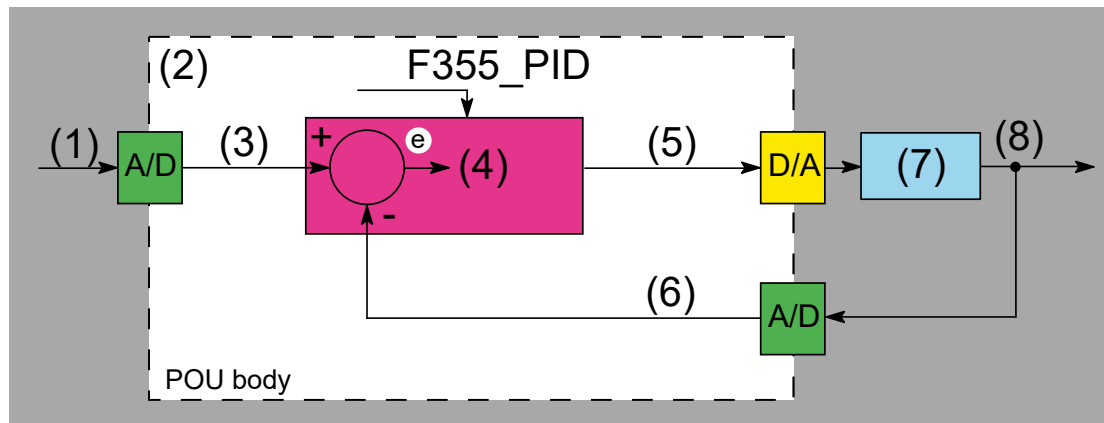 (2)
F355_PID
(1)
A/D
(3)
+
e
(4)
-
(5)
D/A
(7)
(8)
(6)
A/D
POU body